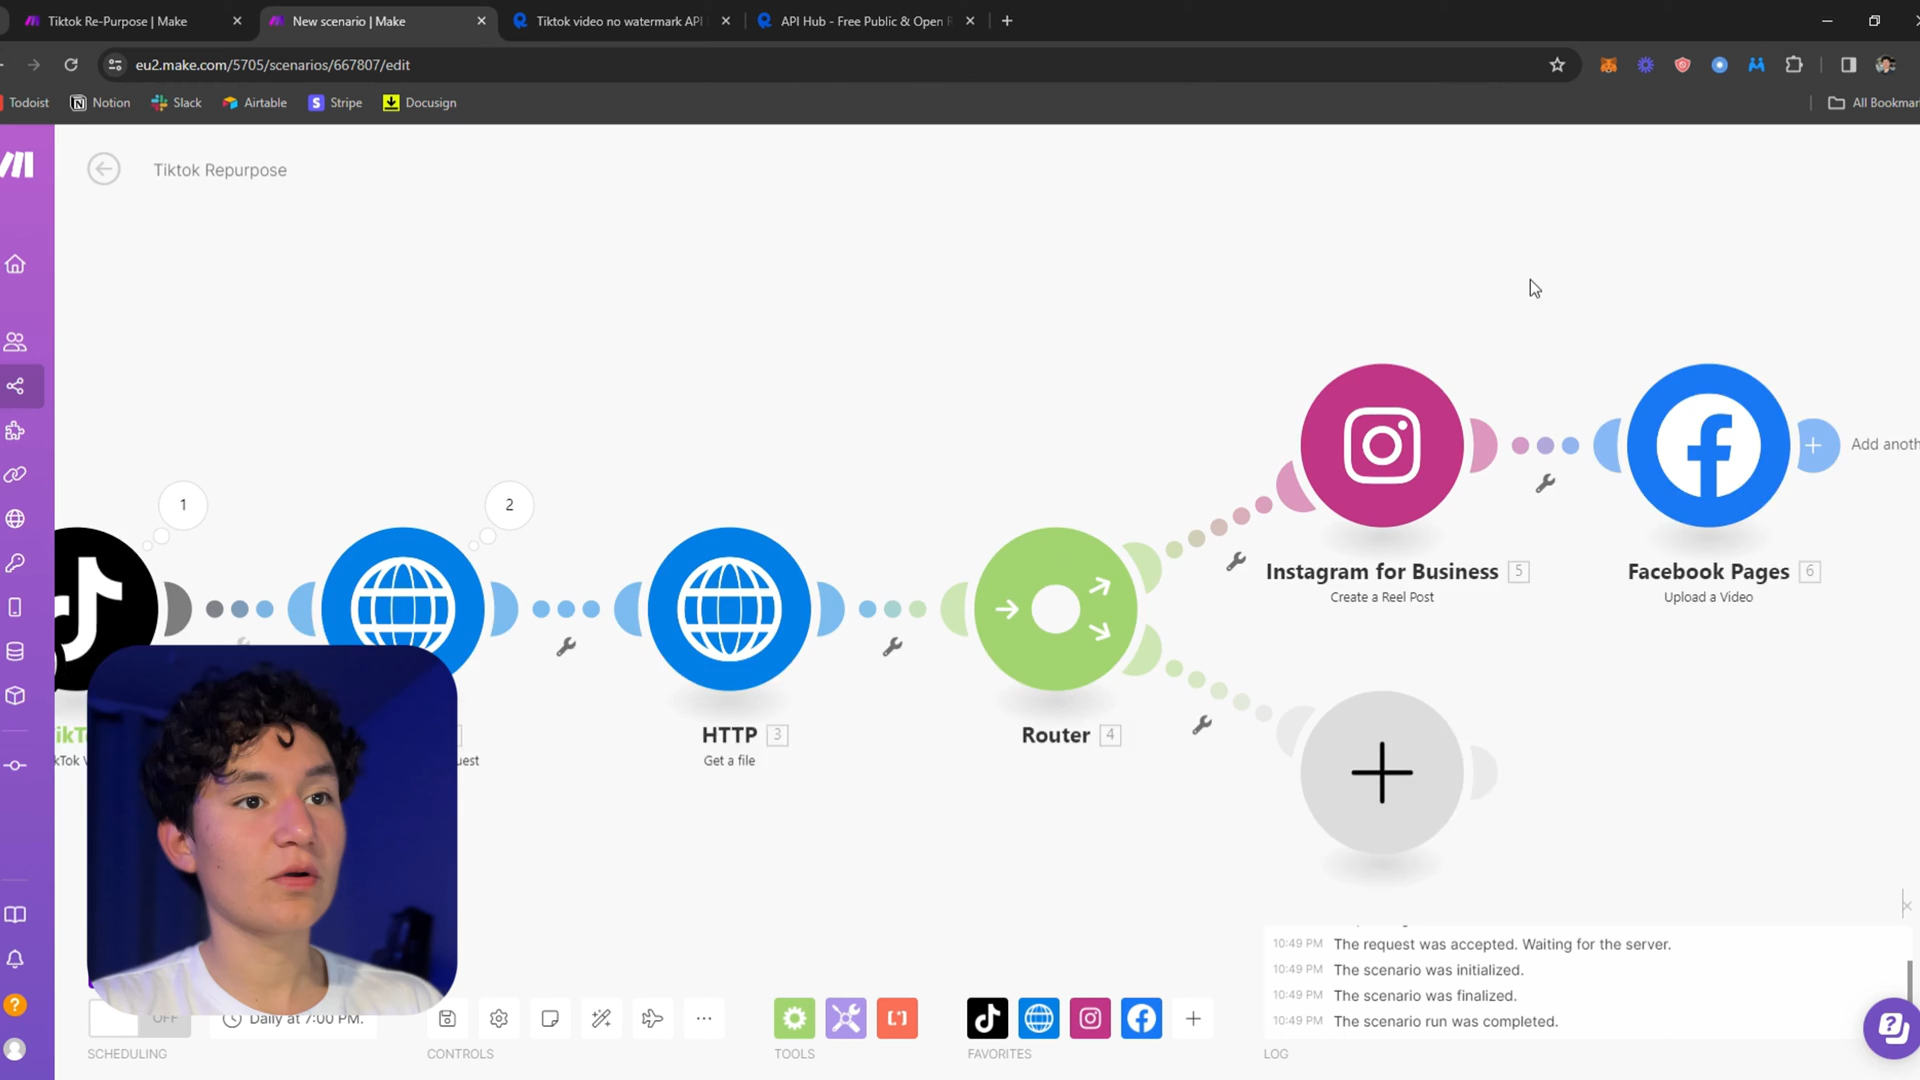 Tiktok Re-Purpose | Make
New scenario | Make
Tiktok video no watermark API
API Hub - Free Public & Open R
eu2.make.com/5705/scenarios/667807/edit
Todoist
Notion
Slack
Airtable
Stripe
Docusign
All Bookmar
Tiktok Repurpose
1
2
Add anoth
Instagram for Business 5
Create a Reel Post
Facebook Pages 6
Upload a Video
HTTP 3
Get a file
Router 4
ikT
kTok V
uest
10:49 PM The request was accepted. Waiting for the server.
10:49 PM The scenario was initialized.
10:49 PM The scenario was finalized.
10:49 PM The scenario run was completed.
OFF
Daily at 7:00 PM.
SCHEDULING
CONTROLS
TOOLS
FAVORITES
LOG